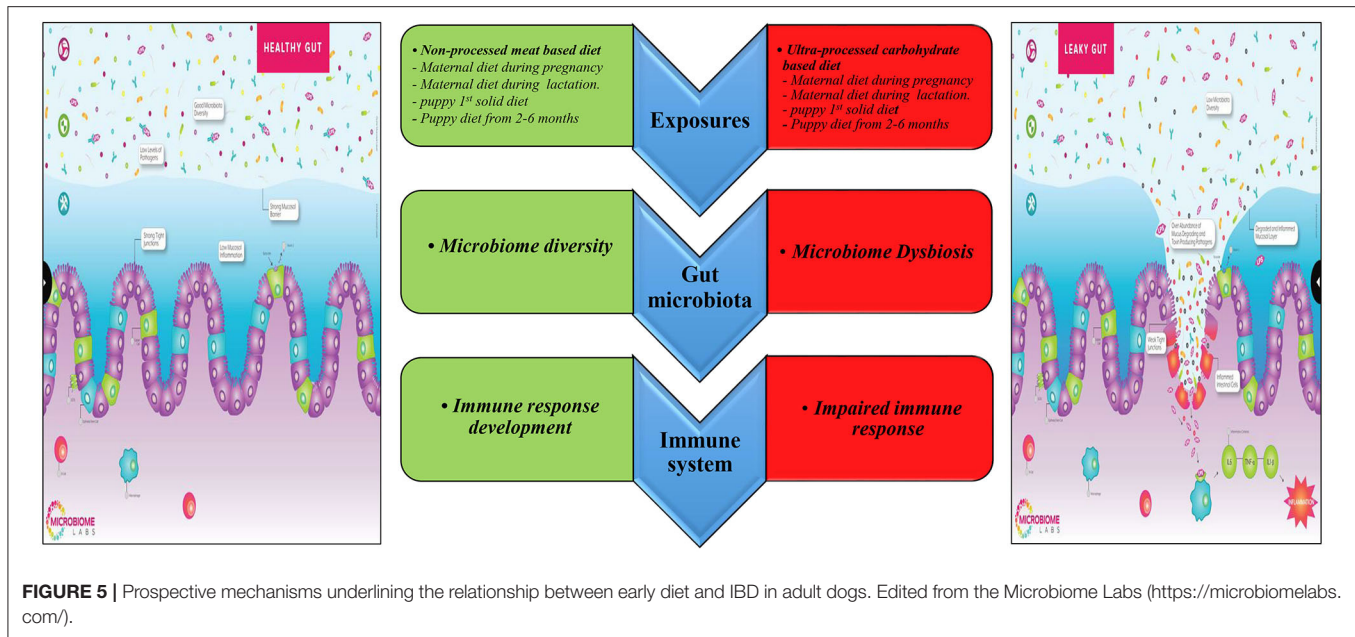 HEALTHY GUT
Good Microbiota
Diversity
Low Levels of
Pathogens
Strong Mucosal
Barrier
Strong Tight
Junctions
Low Mucosal
Inflammation
MICROBIOME
LABS
• Non-processed meat based diet
- Maternal diet during pregnancy
- Maternal diet during lactation.
- puppy 1st solid diet
- Puppy diet from 2-6 months
Exposures
• Ultra-processed carbohydrate
based diet
- Maternal diet during pregnancy
- Maternal diet during lactation.
- puppy 1st solid diet
- Puppy diet from 2-6 months
• Microbiome diversity
Gut
microbiota
• Microbiome Dysbiosis
• Immune response
development
Immune
system
• Impaired immune
response
LEAKY GUT
Low Microbiota
Diversity
Over Abundance of
Mucus Degrading and
Toxin Producing Pathogens
Degraded and Inflamed
Mucosal Layer
Weak Tight
Junctions
Inflamed
Intestinal Cells
TNF-α
INFLAMMATION
MICROBIOME
LABS
FIGURE 5 | Prospective mechanisms underlining the relationship between early diet and IBD in adult dogs. Edited from the Microbiome Labs (https://microbiomelabs.
com/).